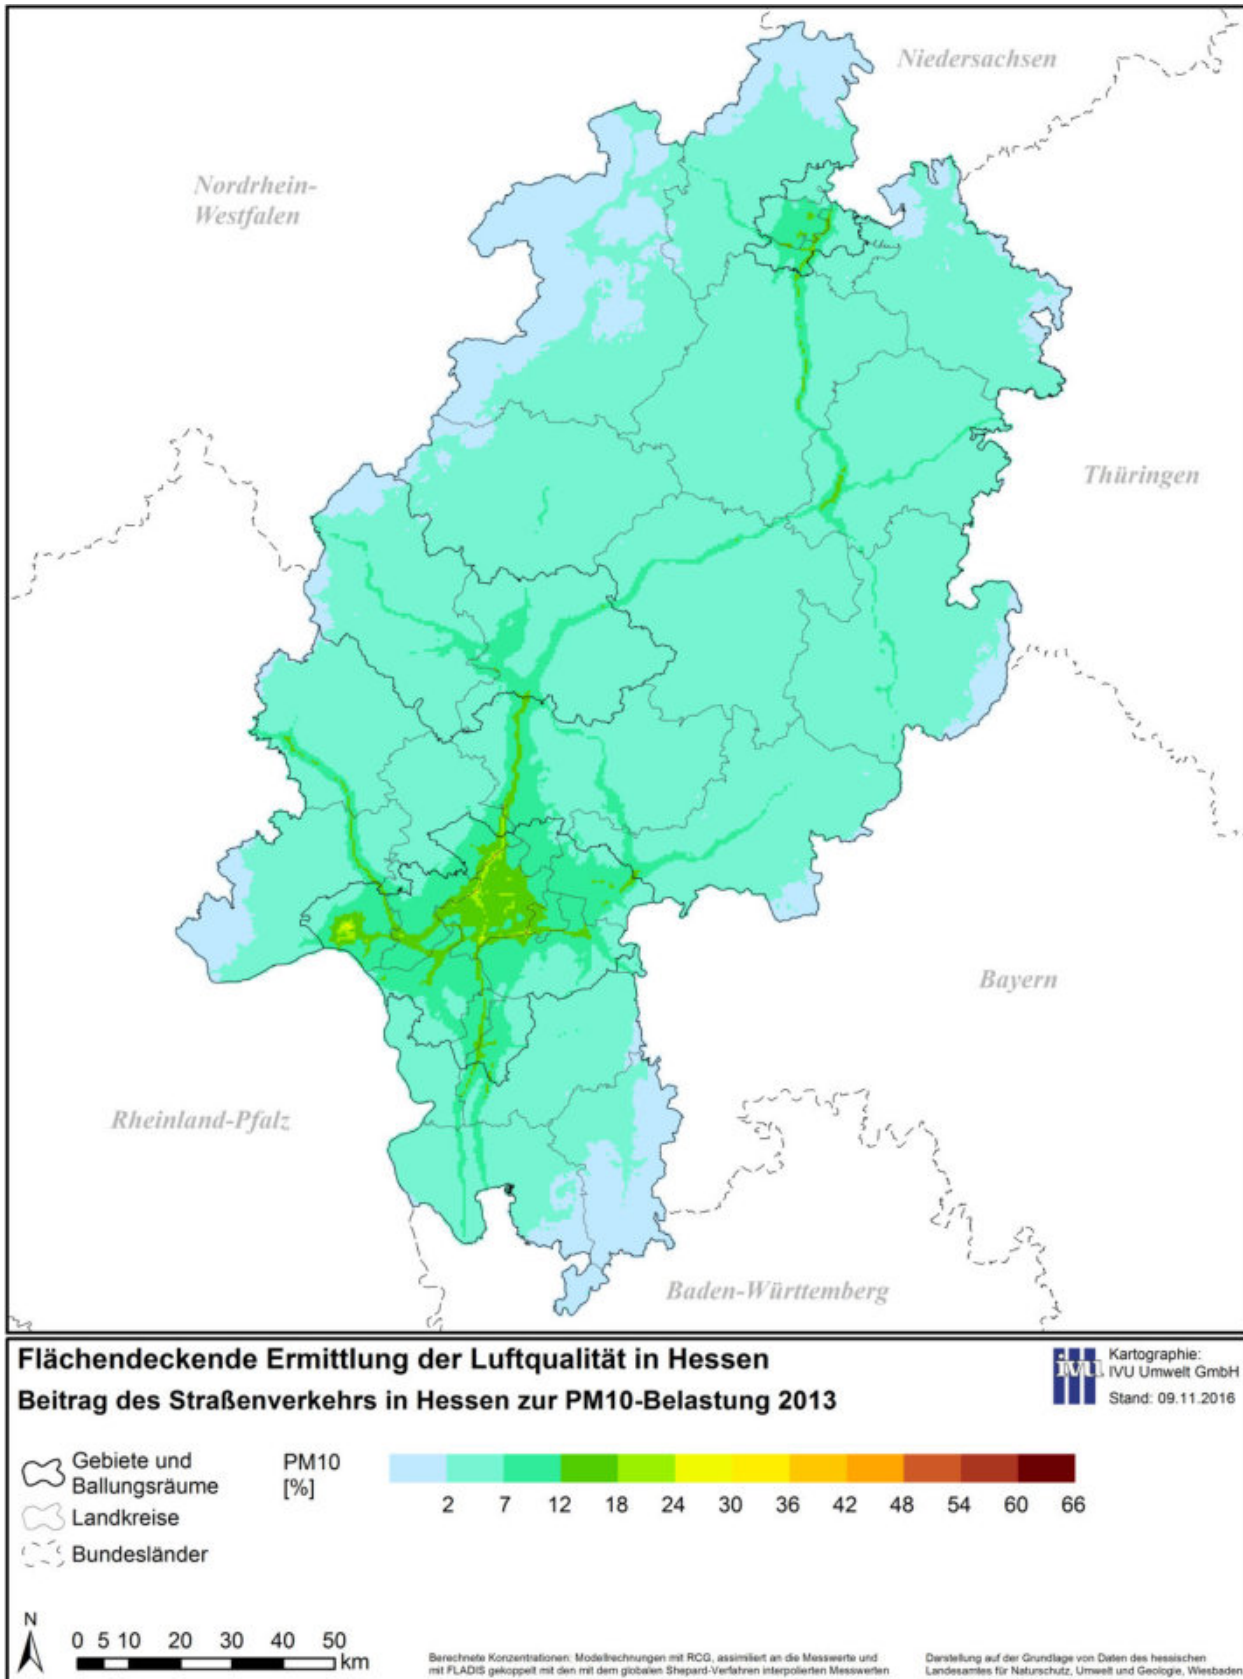 Niedersachsen
Nordrhein-
Westfalen
Thüringen
Bayern
Rheinland-Pfalz
Baden-Württemberg
Flächendeckende Ermittlung der Luftqualität in Hessen
Beitrag des Straßenverkehrs in Hessen zur PM10-Belastung 2013
ivu
Kartographie:
IVU Umwelt GmbH
Stand: 09.11.2016
Gebiete und
Ballungsräume
Landkreise
Bundesländer
PM10
[%]
2 7 12 18 24 30 36 42 48 54 60 66
N
0 5 10 20 30 40 50
km
Berechnete Konzentrationen: Modellrechnungen mit RCG, assimiliert an die Messwerte und
mit FLADIS gekoppelt mit den mit dem globalen Shepard-Verfahren interpolierten Messwerten
Darstellung auf der Grundlage von Daten des hessischen
Landesamtes für Naturschutz, Umwelt und Geologie, Wiesbaden